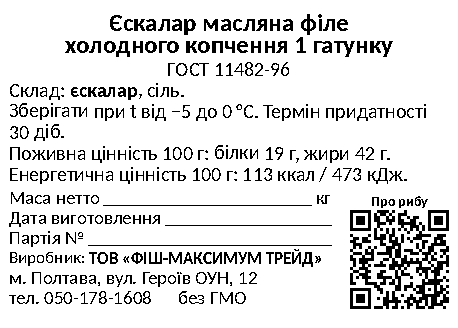 Єскалар масляна філе
холодного копчення 1 гатунку
ГОСТ 11482-96
Склад: єскалар, сіль.
Зберігати при t від −5 до 0 °С. Термін придатності
30 діб.
Поживна цінність 100 г: білки 19 г, жири 42 г.
Енергетична цінність 100 г: 113 ккал / 473 кДж.
Маса нетто ______________________ кг
Про рибу
Дата виготовлення __________________
Партія № __________________________
Виробник: ТОВ «ФІШ-МАКСИМУМ ТРЕЙД»
м. Полтава, вул. Героїв ОУН, 12
тел. 050-178-1608 без ГМО